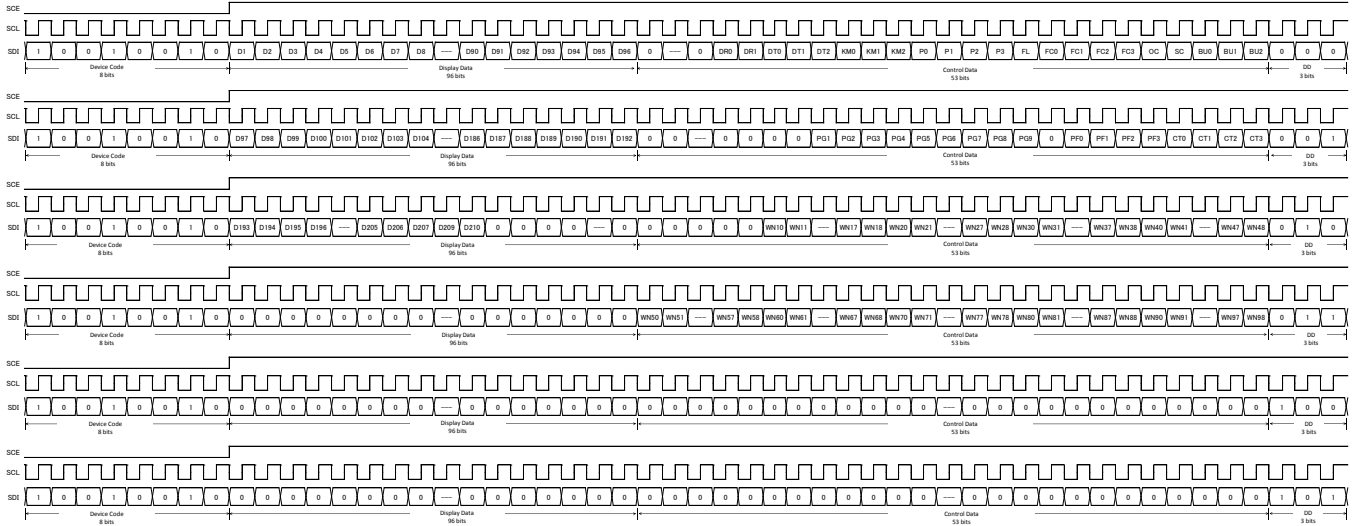 SCE
SCL
SDI 1 0 0 1 0 0 1 0 D1 D2 D3 D4 D5 D6 D7 D8 --- D90 D91 D92 D93 D94 D95 D96 0 --- 0 DR0 DR1 DT0 DT1 DT2 KM0 KM1 KM2 P0 P1 P2 P3 FL FC0 FC1 FC2 FC3 OC SC BU0 BU1 BU2 0 0 0
Device Code Display Data Control Data DD
8 bits 96 bits 53 bits 3 bits
SCE
SCL
SDI 1 0 0 1 0 0 1 0 D97 D98 D99 D100 D101 D102 D103 D104 --- D186 D187 D188 D189 D190 D191 D192 0 0 --- 0 0 0 0 PG1 PG2 PG3 PG4 PG5 PG6 PG7 PG8 PG9 0 PF0 PF1 PF2 PF3 CT0 CT1 CT2 CT3 0 0 1
Device Code Display Data Control Data DD
8 bits 96 bits 53 bits 3 bits
SCE
SCL
SDI 1 0 0 1 0 0 1 0 D193 D194 D195 D196 --- D205 D206 D207 D209 D210 0 0 0 0 --- 0 0 0 0 0 0 WN10 WN11 --- WN17 WN18 WN20 WN21 --- WN27 WN28 WN30 WN31 --- WN37 WN38 WN40 WN41 --- WN47 WN48 0 1 0
Device Code Display Data Control Data DD
8 bits 96 bits 53 bits 3 bits
SCE
SCL
SDI 1 0 0 1 0 0 1 0 0 0 0 0 0 0 0 0 --- 0 0 0 0 0 0 0 WN50 WN51 --- WN57 WN58 WN60 WN61 --- WN67 WN68 WN70 WN71 --- WN77 WN78 WN80 WN81 --- WN87 WN88 WN90 WN91 --- WN97 WN98 0 1 1
Device Code Display Data Control Data DD
8 bits 96 bits 53 bits 3 bits
SCE
SCL
SDI 1 0 0 1 0 0 1 0 0 0 0 0 0 0 0 0 --- 0 0 0 0 0 0 0 0 0 0 0 0 0 0 0 0 0 0 0 --- 0 0 0 0 0 0 0 0 0 0 0 0 1 0 0
Device Code Display Data Control Data DD
8 bits 96 bits 53 bits 3 bits
SCE
SCL
SDI 1 0 0 1 0 0 1 0 0 0 0 0 0 0 0 0 --- 0 0 0 0 0 0 0 0 0 0 0 0 0 0 0 0 0 0 0 --- 0 0 0 0 0 0 0 0 0 0 0 0 1 0 1
Device Code Display Data Control Data DD
8 bits 96 bits 53 bits 3 bits